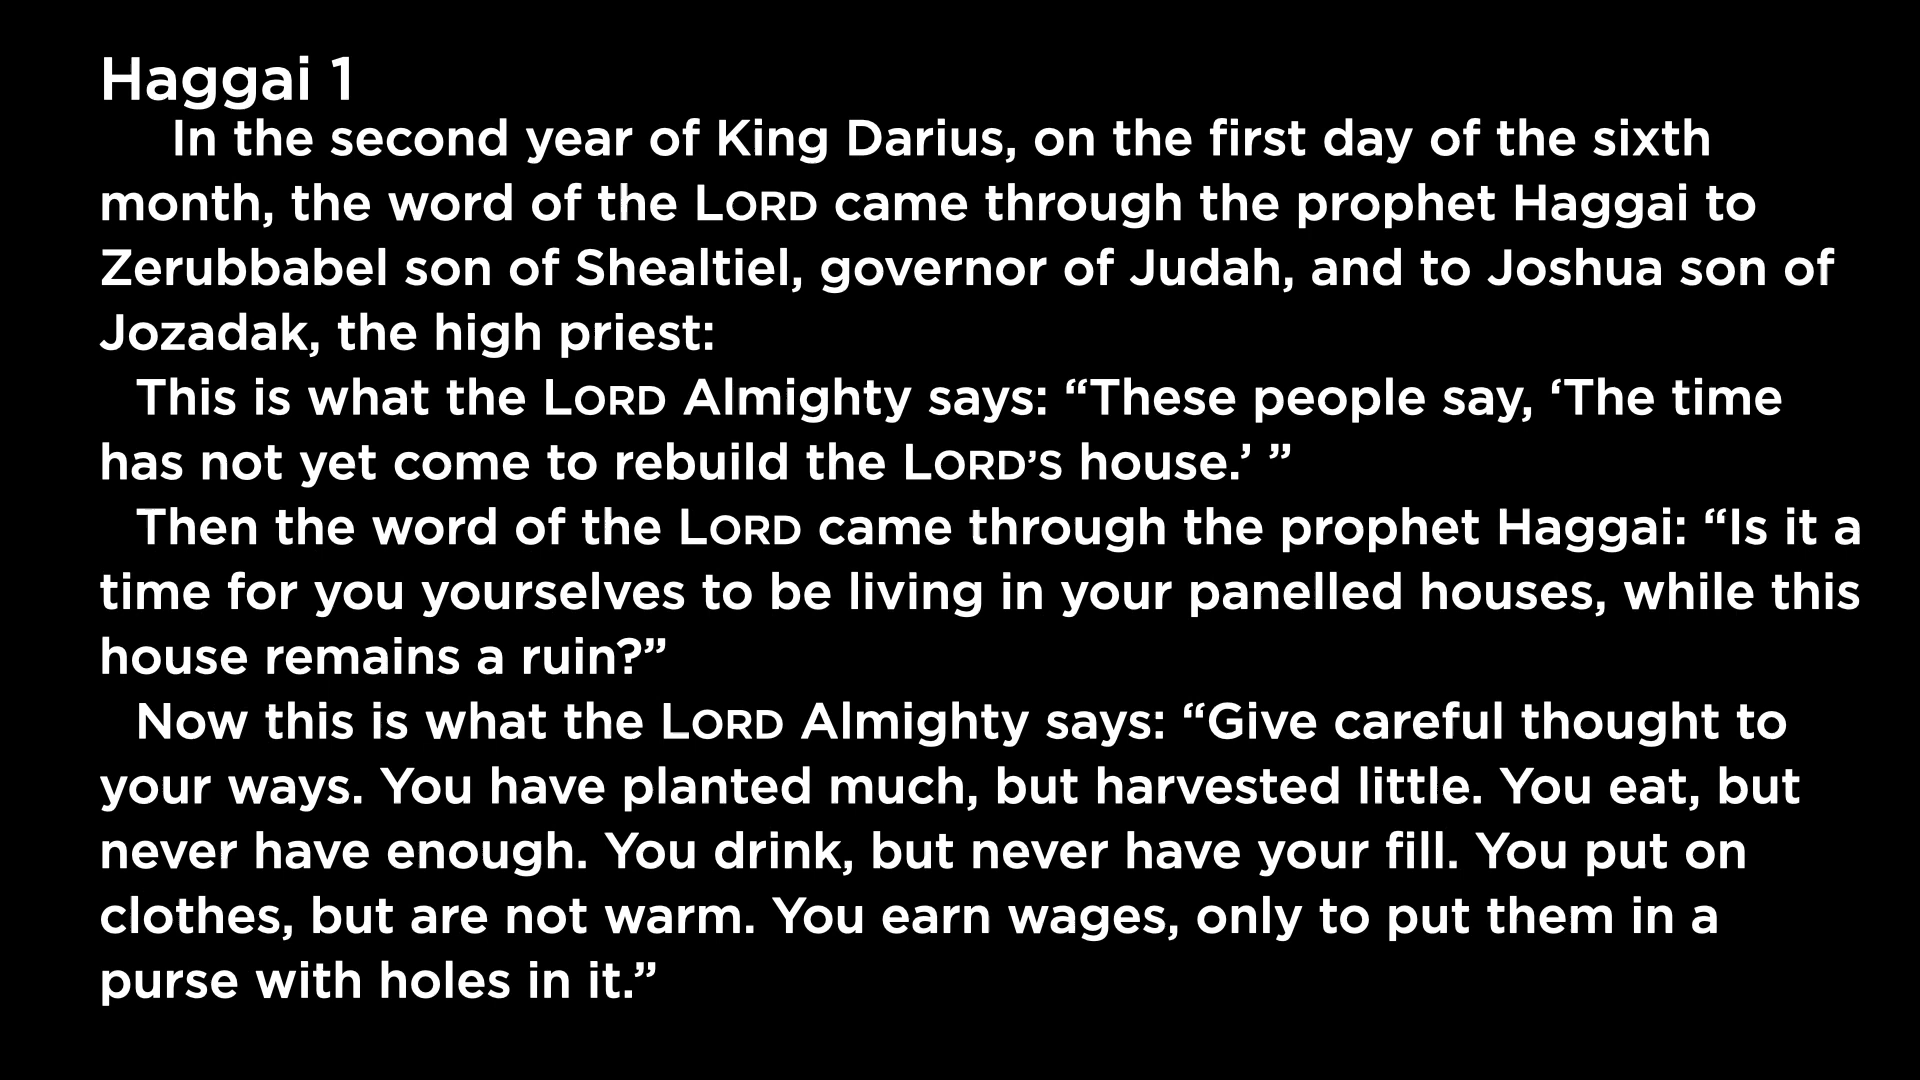 Haggai 1
In the second year of King Darius, on the first day of the sixth
month, the word of the LORD came through the prophet Haggai to
Zerubbabel son of Shealtiel, governor of Judah, and to Joshua son of
Jozadak, the high priest:
This is what the LORD Almighty says: “These people say, ‘The time
has not yet come to rebuild the LORD’S house.’ ”
Then the word of the LORD came through the prophet Haggai: “Is it a
time for you yourselves to be living in your panelled houses, while this
house remains a ruin?”
Now this is what the LORD Almighty says: “Give careful thought to
your ways. You have planted much, but harvested little. You eat, but
never have enough. You drink, but never have your fill. You put on
clothes, but are not warm. You earn wages, only to put them in a
purse with holes in it.”